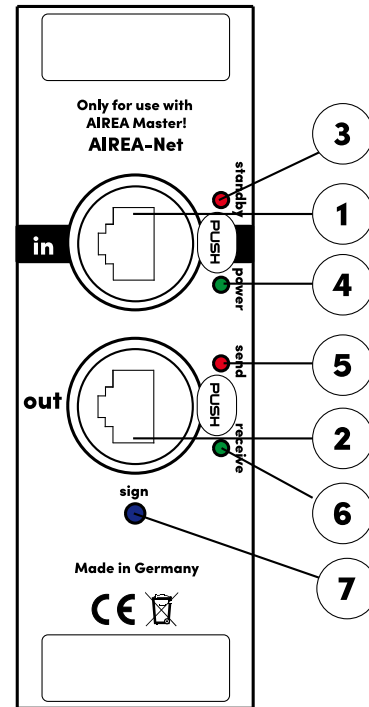 Only for use with
AIREA Master!
AIREA-Net
standby
3
1
in
PUSH
power
4
send
5
out
PUSH
2
receive
sign
6
7
Made in Germany
CE